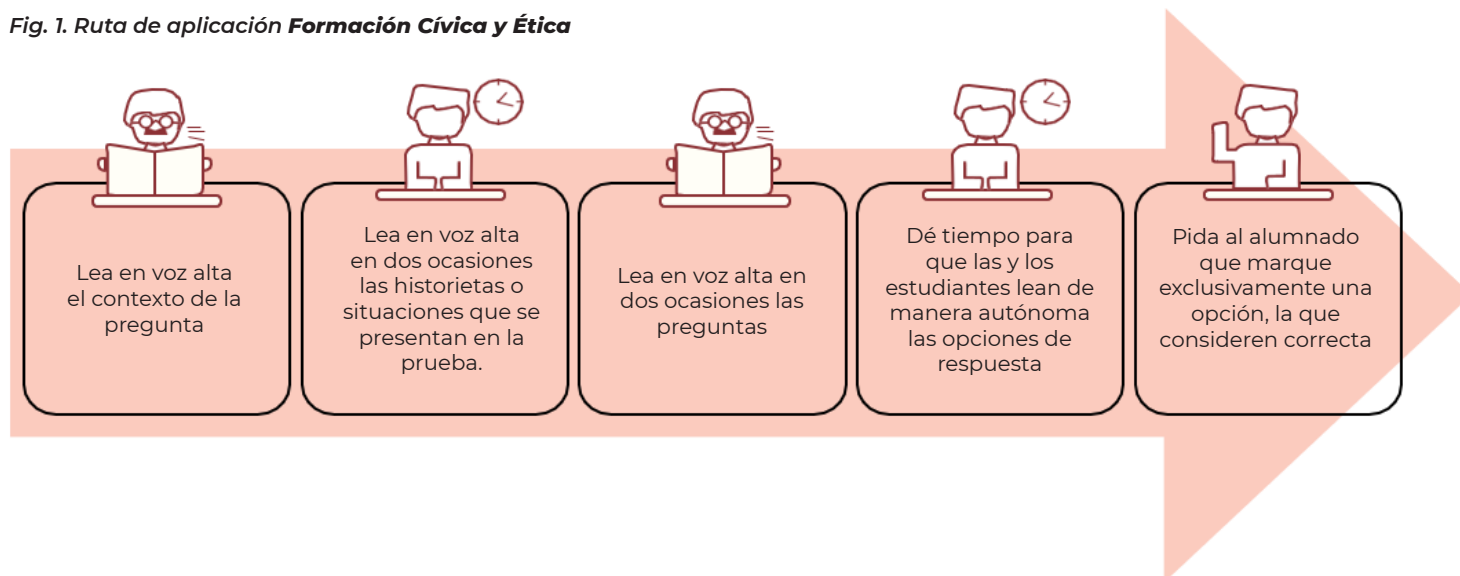 Fig. 1. Ruta de aplicación Formación Cívica y Ética
Lea en voz alta
el contexto de la
pregunta
Lea en voz alta
en dos ocasiones
las historietas o
situaciones que se
presentan en la
prueba.
Lea en voz alta en
dos ocasiones las
preguntas
Dé tiempo para
que las y los
estudiantes lean de
manera autónoma
las opciones de
respuesta
Pida al alumnado
que marque
exclusivamente una
opción, la que
consideren correcta